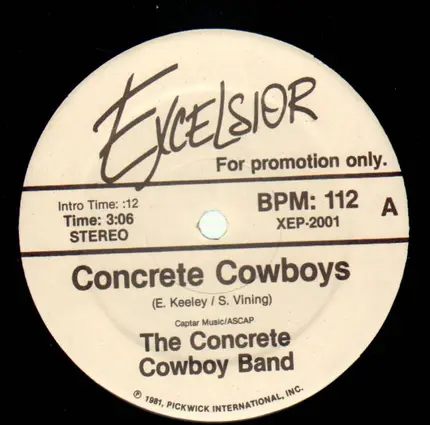 EXCELSIOR
For promotion only.
Intro Time: :12
Time: 3:06
STEREO
BPM: 112
XEP-2001
A
Concrete Cowboys
(E. Keeley / S. Vining)
Captar Music/ASCAP
The Concrete
Cowboy Band
℗ 1981, PICKWICK INTERNATIONAL, INC.